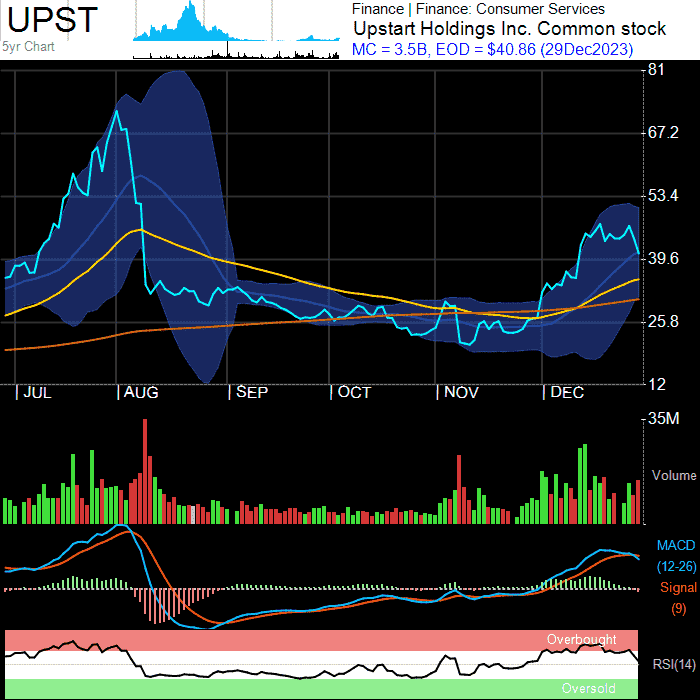 UPST
5yr Chart
Finance | Finance: Consumer Services
Upstart Holdings Inc. Common stock
MC = 3.5B, EOD = $40.86 (29Dec2023)
81
67.2
53.4
39.6
25.8
12
JUL AUG SEP OCT NOV DEC
35M
Volume
MACD
(12-26)
Signal
(9)
Overbought
RSI(14)
Oversold